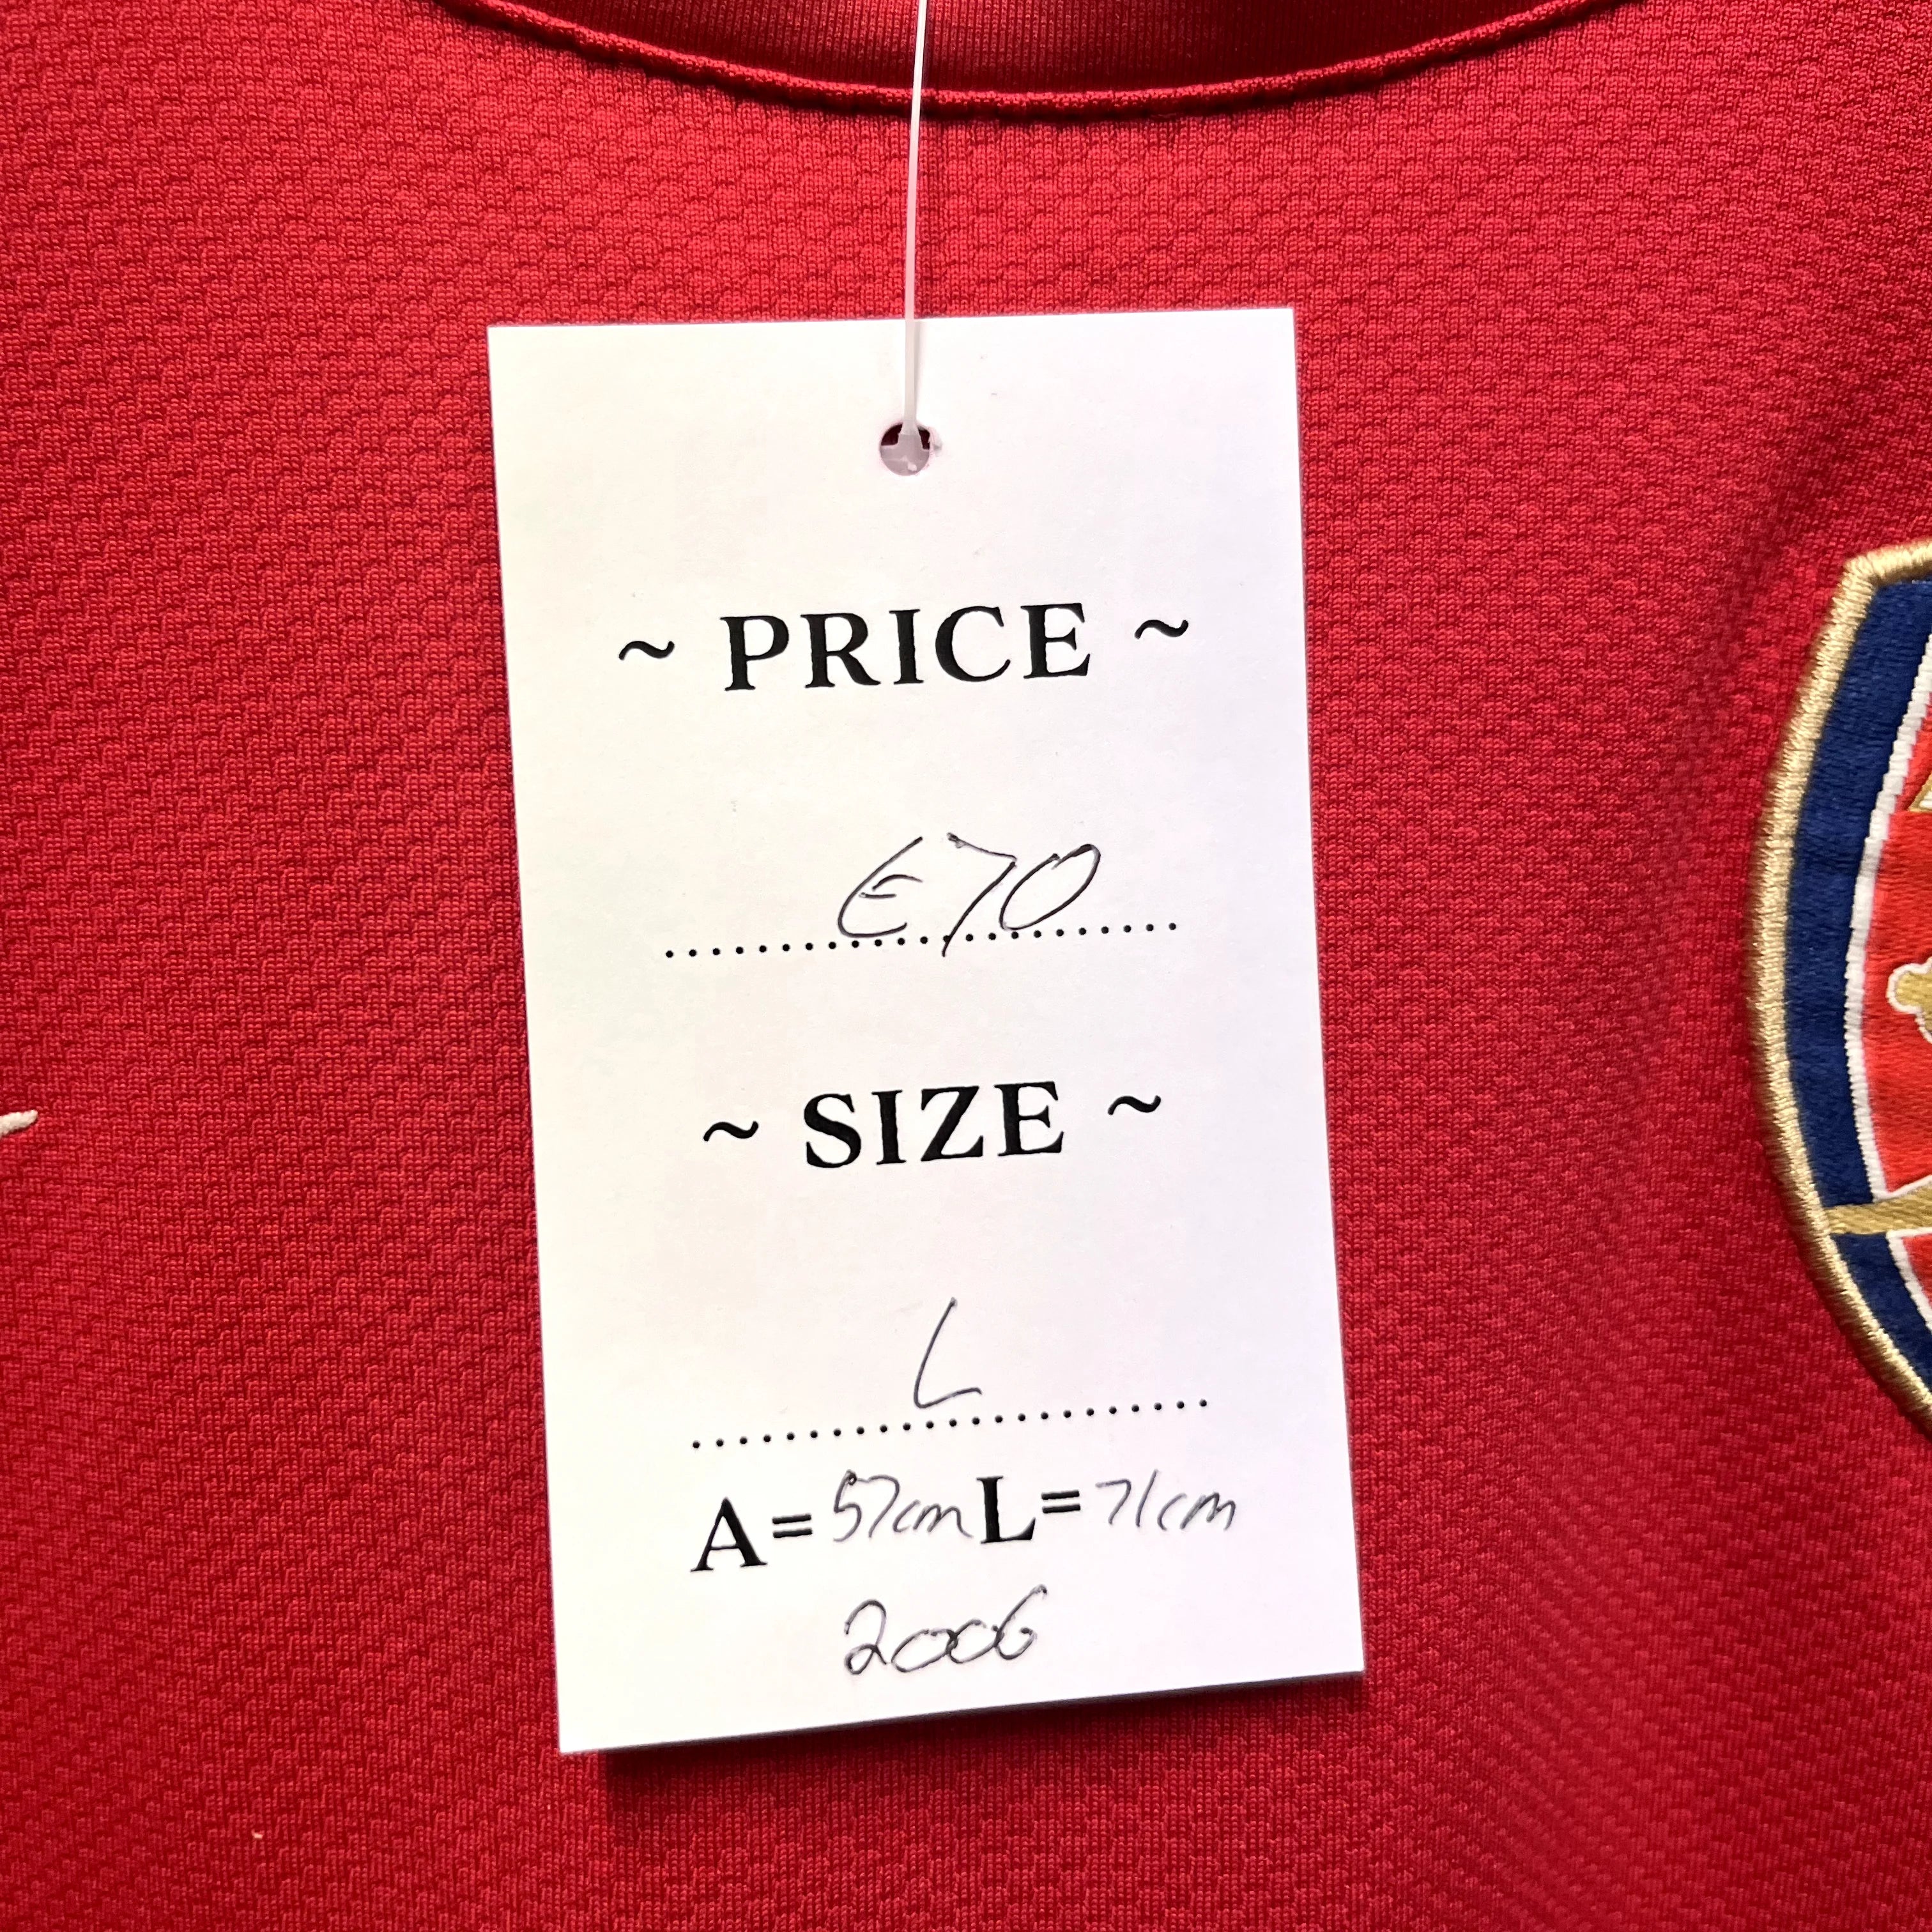 ~ PRICE ~
€70
~ SIZE ~
L
A= 57cm L= 71cm
2006